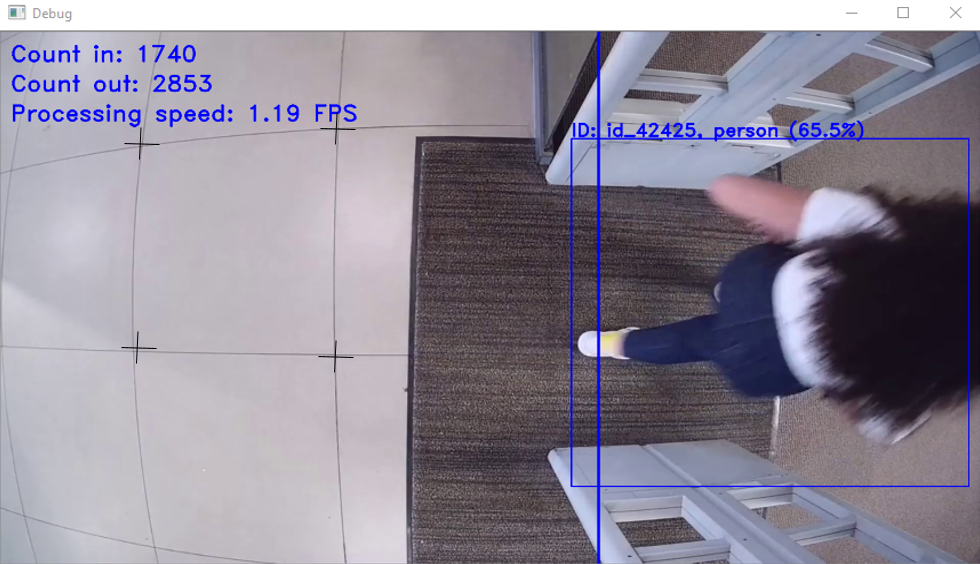 Debug
Count in: 1740
Count out: 2853
Processing speed: 1.19 FPS
ID: id_42425, person (65.5%)